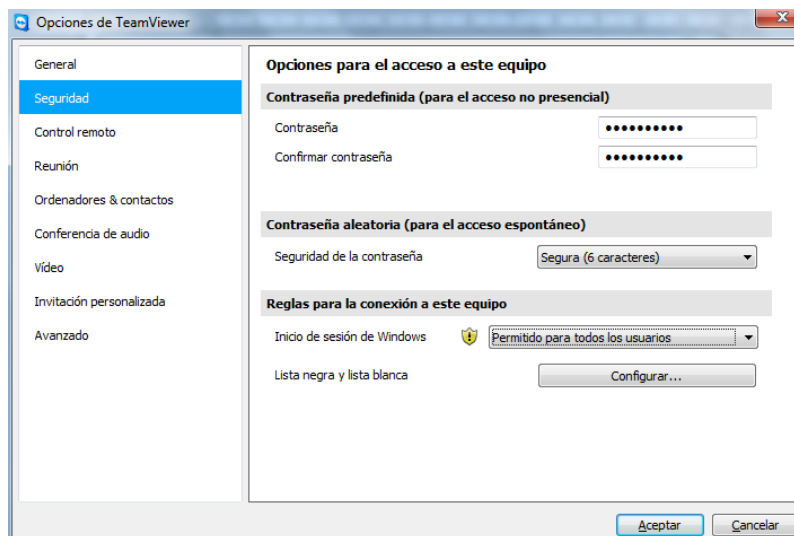 Opciones de TeamViewer
General
Seguridad
Control remoto
Reunión
Ordenadores & contactos
Conferencia de audio
Vídeo
Invitación personalizada
Avanzado
Opciones para el acceso a este equipo
Contraseña predefinida (para el acceso no presencial)
Contraseña ••••••••••
Confirmar contraseña ••••••••••
Contraseña aleatoria (para el acceso espontáneo)
Seguridad de la contraseña Segura (6 caracteres)
Reglas para la conexión a este equipo
Inicio de sesión de Windows Permitido para todos los usuarios
Lista negra y lista blanca Configurar...
Aceptar Cancelar